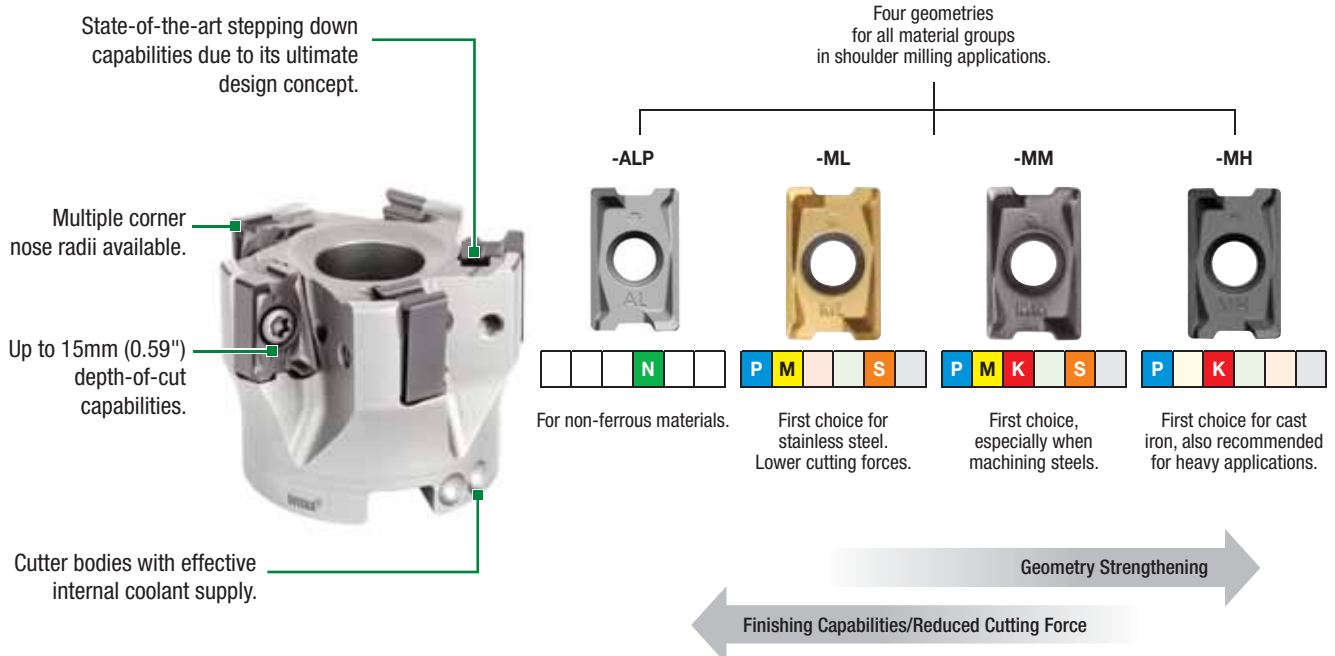 State-of-the-art stepping down
capabilities due to its ultimate
design concept.
Multiple corner
nose radii available.
Up to 15mm (0.59")
depth-of-cut
capabilities.
Cutter bodies with effective
internal coolant supply.
Four geometries
for all material groups
in shoulder milling applications.
-ALP
-ML
-MM
-MH
AL
ML
MM
MH
N
P M S
P M K S
P K
For non-ferrous materials.
First choice for
stainless steel.
Lower cutting forces.
First choice,
especially when
machining steels.
First choice for cast
iron, also recommended
for heavy applications.
Geometry Strengthening
Finishing Capabilities/Reduced Cutting Force